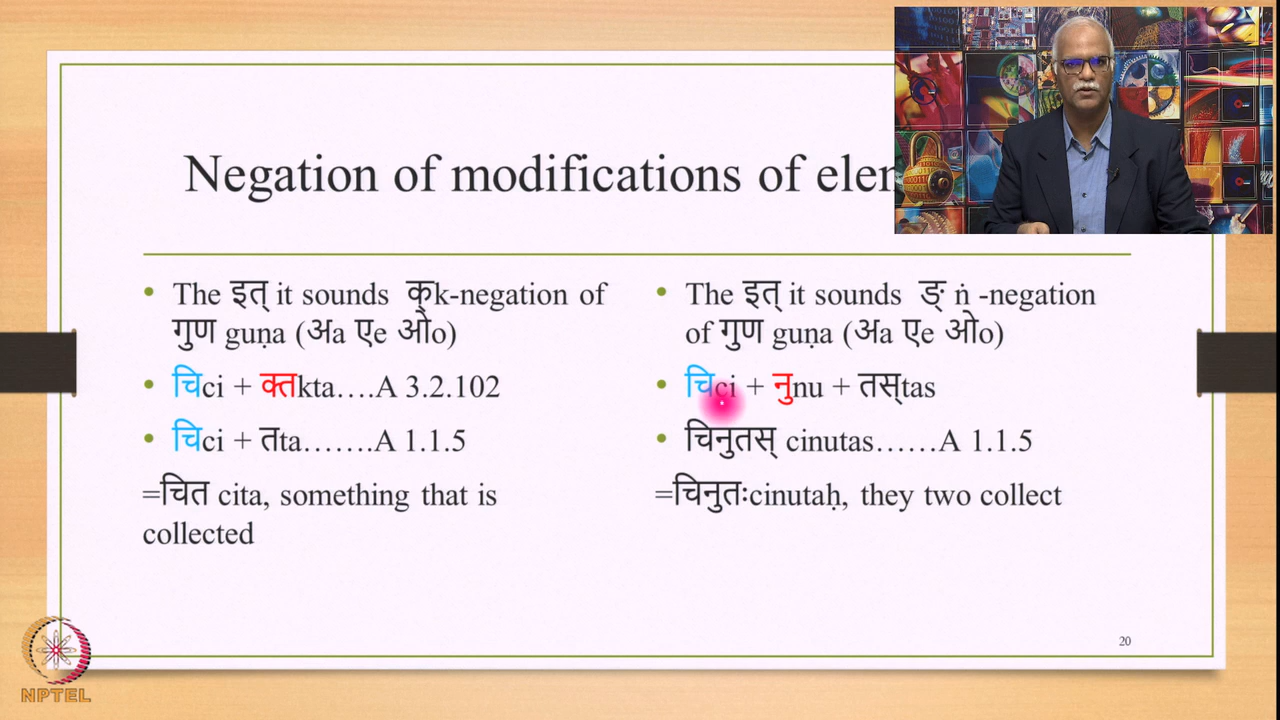 Negation of modifications of
• The इत् it sounds क्k-negation of
गुण guṇa (अa एe ओo)
• चिci + क्तkta….A 3.2.102
• चिci + तta…….A 1.1.5
=चित cita, something that is
collected
• The इत् it sounds ङ् ṅ -negation
of गुण guṇa (अa एe ओo)
• चिci + नुnu + तस्tas
• चिनुतस् cinutas……A 1.1.5
=चिनुतःcinutaḥ, they two collect
20
NPTEL